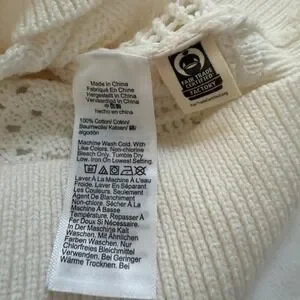 Made in China
Fabriqué En Chine
Hergestellt in China
Vervaardigd in China
hecho en china
100% Cotton/ Coton/
algodón
Machine Wash Cold. With
Like Colors. Non-chlorine
Bleach Only. Tumble Dry
Low. Iron On Lowest Setting
Laver À La Machine À L'eau
Froide. Laver En Séparant
Les Couleurs. Seulement
Agent De Blanchiment
Non-chlore. Sécher À La
Machine À Basse
Température. Repasser À
Fer Doux Si Nécessaire.
In Der Maschine Kalt
Waschen, Mit Ähnlichen
Farben Waschen, Nur
Chlorfreies Bleichmittel
Verwenden. Bei Geringer
Wärme Trocknen. Bei
FAIR TRADE
CERTIFIED
FACTORY